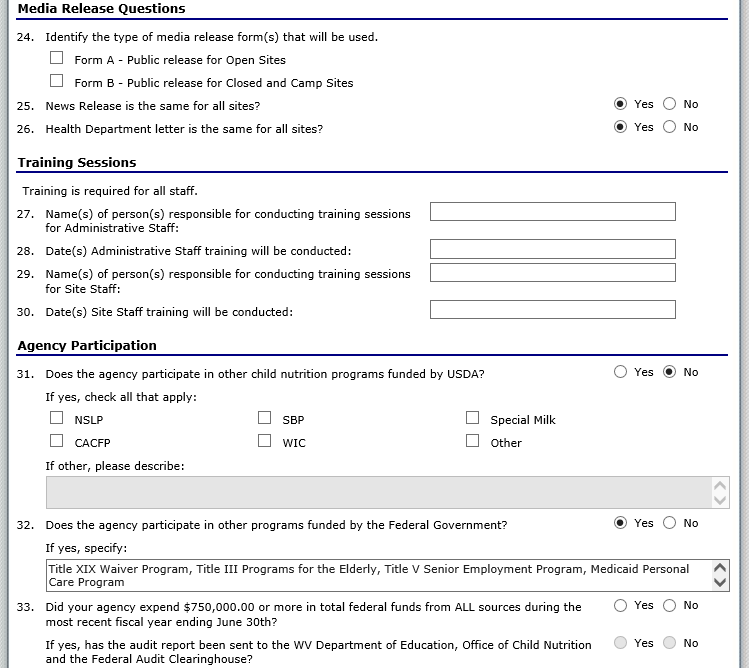 Media Release Questions
24. Identify the type of media release form(s) that will be used.
Form A - Public release for Open Sites
Form B - Public release for Closed and Camp Sites
25. News Release is the same for all sites? Yes No
26. Health Department letter is the same for all sites? Yes No
Training Sessions
Training is required for all staff.
27. Name(s) of person(s) responsible for conducting training sessions
for Administrative Staff:
28. Date(s) Administrative Staff training will be conducted:
29. Name(s) of person(s) responsible for conducting training sessions
for Site Staff:
30. Date(s) Site Staff training will be conducted:
Agency Participation
31. Does the agency participate in other child nutrition programs funded by USDA? Yes No
If yes, check all that apply:
NSLP SBP Special Milk
CACFP WIC Other
If other, please describe:
32. Does the agency participate in other programs funded by the Federal Government? Yes No
If yes, specify:
Title XIX Waiver Program, Title III Programs for the Elderly, Title V Senior Employment Program, Medicaid Personal
Care Program
33. Did your agency expend $750,000.00 or more in total federal funds from ALL sources during the Yes No
most recent fiscal year ending June 30th?
If yes, has the audit report been sent to the WV Department of Education, Office of Child Nutrition Yes No
and the Federal Audit Clearinghouse?